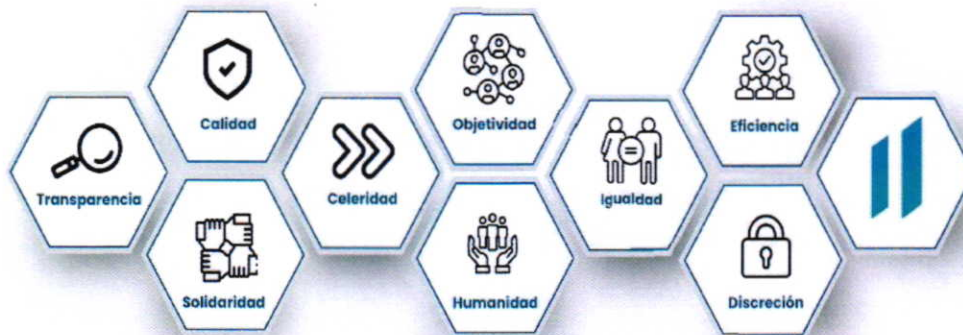 Calidad
Objetividad
Eficiencia
Transparencia
Celeridad
Igualdad
Solidaridad
Humanidad
Discreción